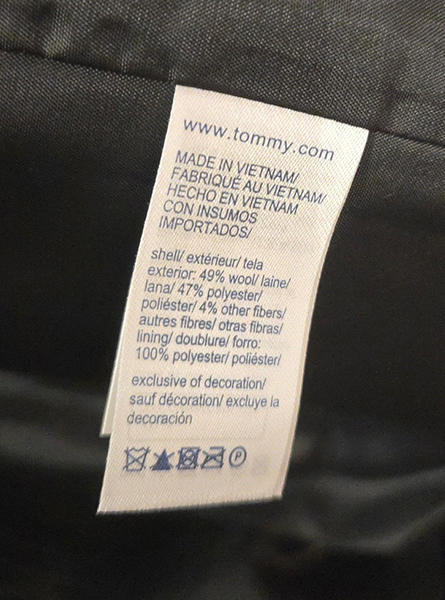 www.tommy.com
MADE IN VIETNAM/
FABRIQUÉ AU VIETNAM/
HECHO EN VIETNAM
CON INSUMOS
IMPORTADOS/
shell/ extérieur/ tela
exterior: 49% wool/ laine/
lana/ 47% polyester/
poliéster/ 4% other fibers/
autres fibres/ otras fibras/
lining/ doublure/ forro:
100% polyester/ poliéster/
exclusive of decoration/
sauf décoration/ excluye la
decoración
P